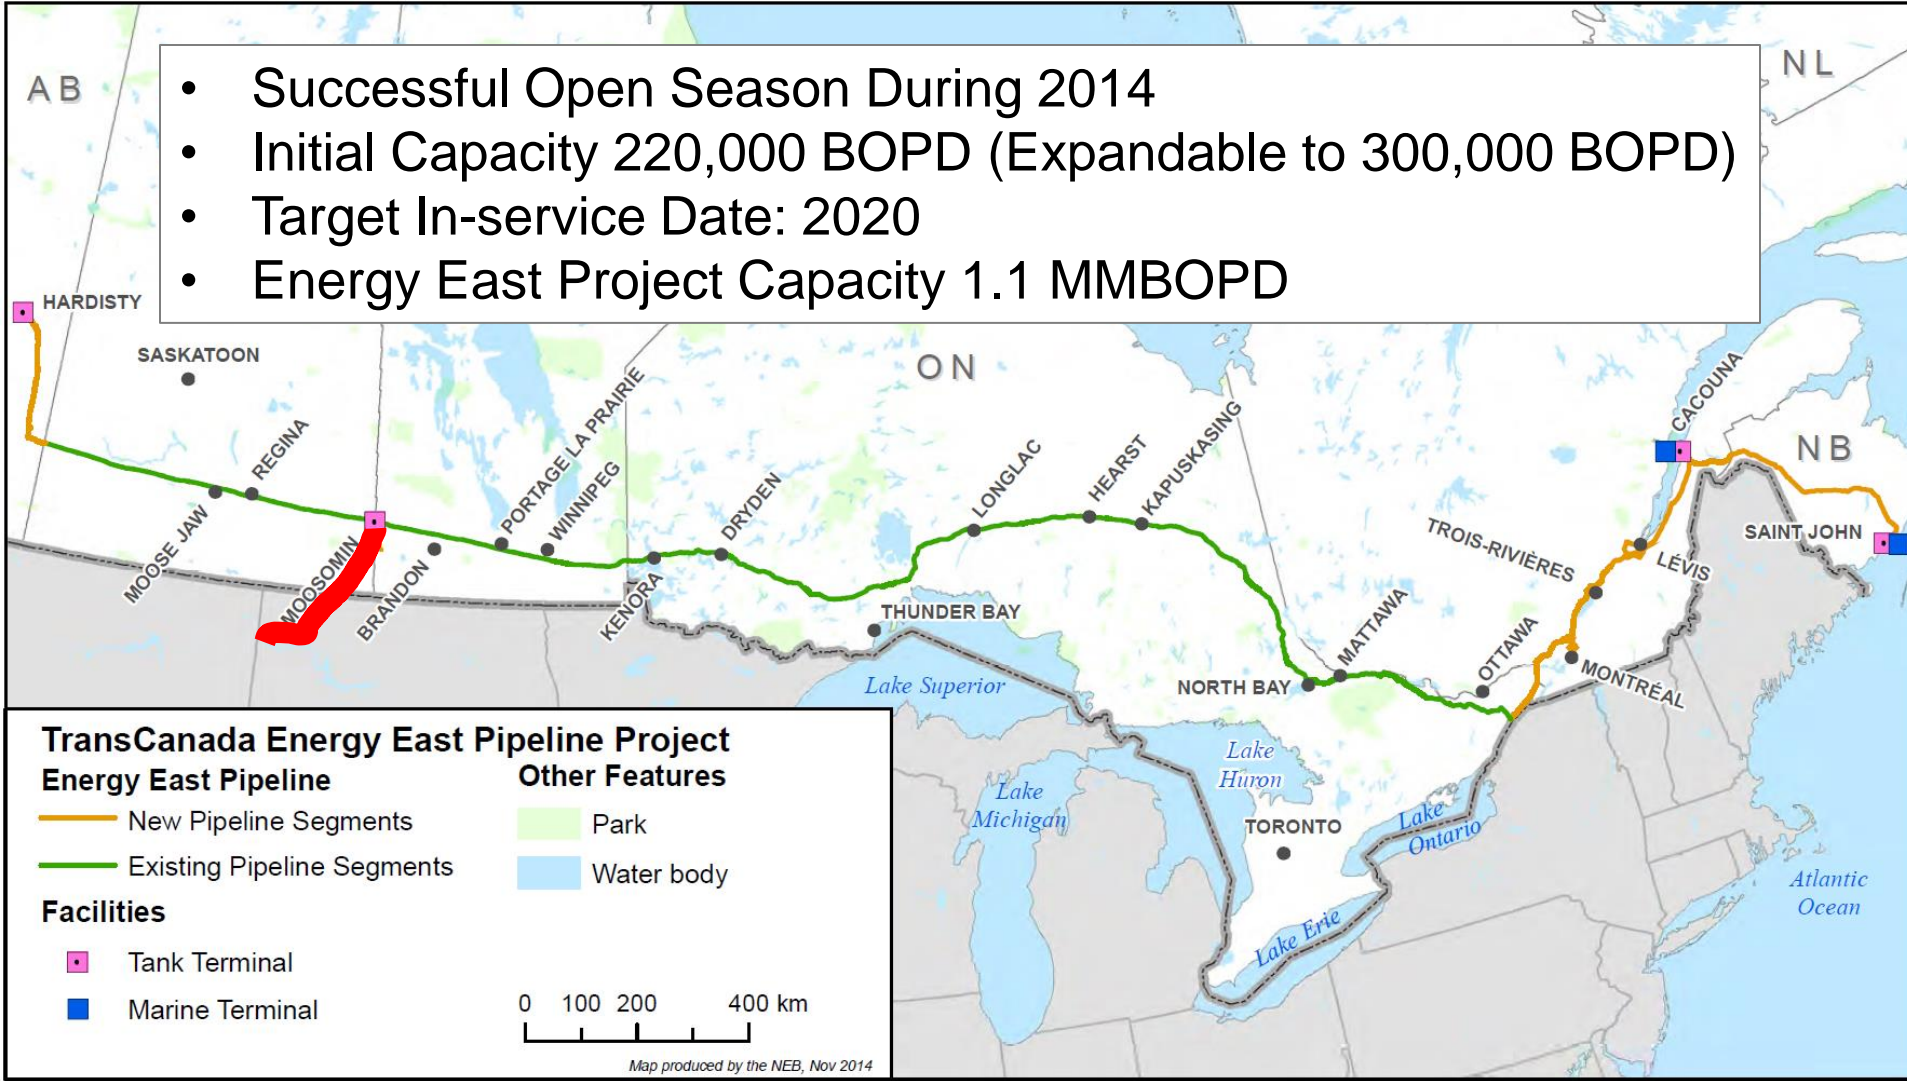 AB
NL
• Successful Open Season During 2014
• Initial Capacity 220,000 BOPD (Expandable to 300,000 BOPD)
• Target In-service Date: 2020
• Energy East Project Capacity 1.1 MMBOPD
HARDISTY
SASKATOON
ON
CACOUNA
NB
MOOSE JAW
REGINA
MOOSOMIN
BRANDON
PORTAGE LA PRAIRIE
WINNIPEG
KENORA
DRYDEN
THUNDER BAY
LONGLAC
HEARST
KAPUSKASING
NORTH BAY
MATTAWA
OTTAWA
TROIS-RIVIÈRES
LÉVIS
MONTRÉAL
SAINT JOHN
Lake Superior
Lake
Michigan
Lake
Huron
TORONTO
Lake
Ontario
Lake Erie
Atlantic
Ocean
TransCanada Energy East Pipeline Project
Energy East Pipeline
New Pipeline Segments
Existing Pipeline Segments
Facilities
Tank Terminal
Marine Terminal
Other Features
Park
Water body
0 100 200 400 km
Map produced by the NEB, Nov 2014